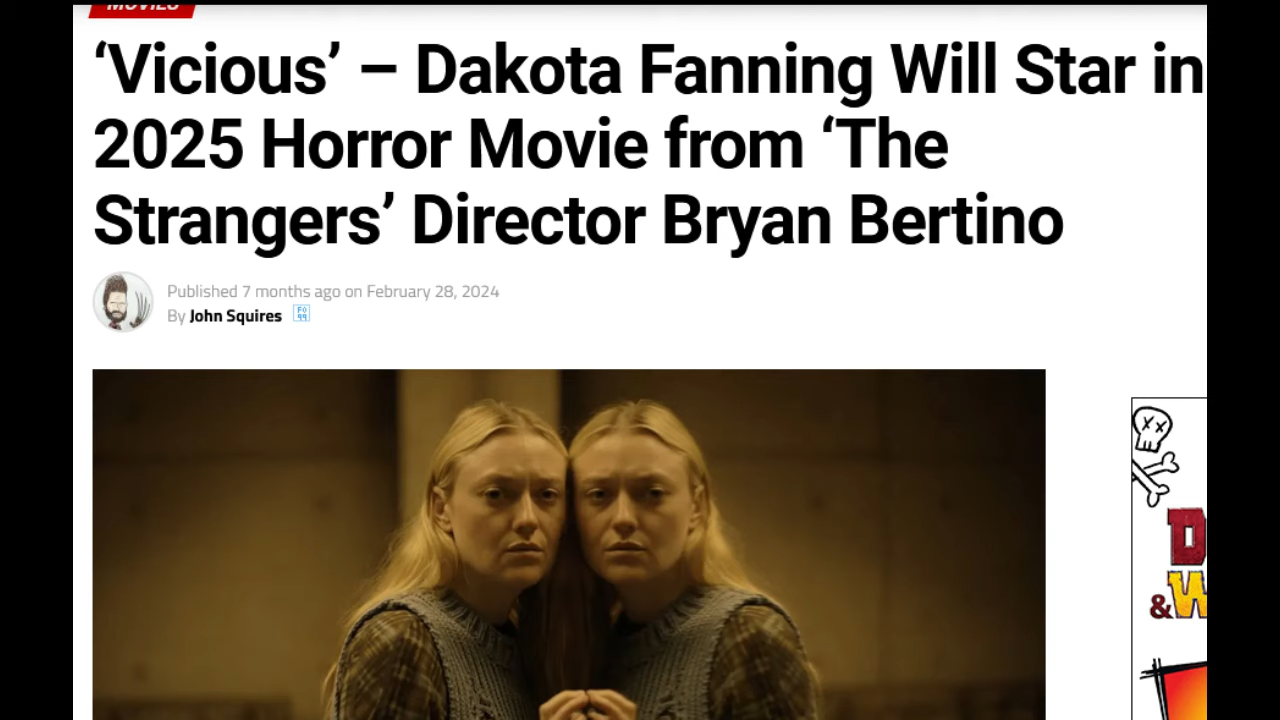 MOVIES
‘Vicious’ – Dakota Fanning Will Star in
2025 Horror Movie from ‘The
Strangers’ Director Bryan Bertino
Published 7 months ago on February 28, 2024
By John Squires
D
&W